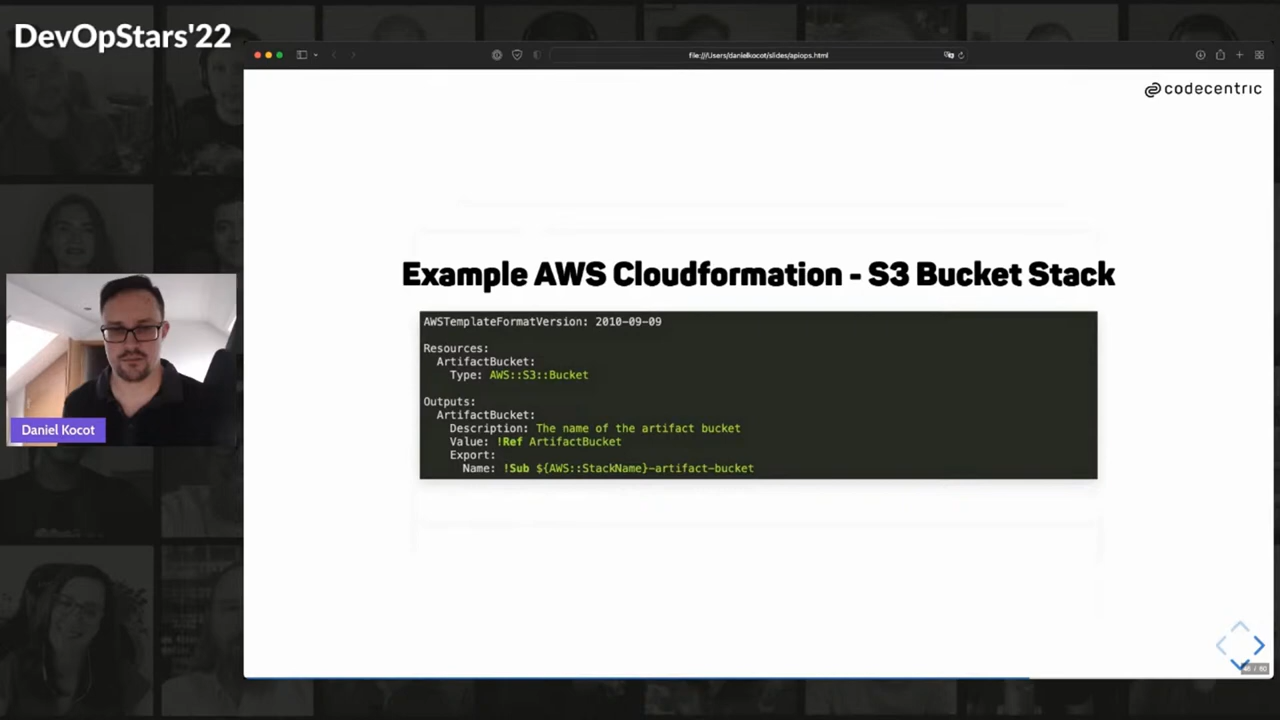 DevOpStars'22
file:///Users/danielkocot/slides/apiops.html
codecentric
Example AWS Cloudformation - S3 Bucket Stack
AWSTemplateFormatVersion: 2010-09-09
Resources:
ArtifactBucket:
Type: AWS::S3::Bucket
Outputs:
ArtifactBucket:
Description: The name of the artifact bucket
Value: !Ref ArtifactBucket
Export:
Name: !Sub ${AWS::StackName}-artifact-bucket
Daniel Kocot